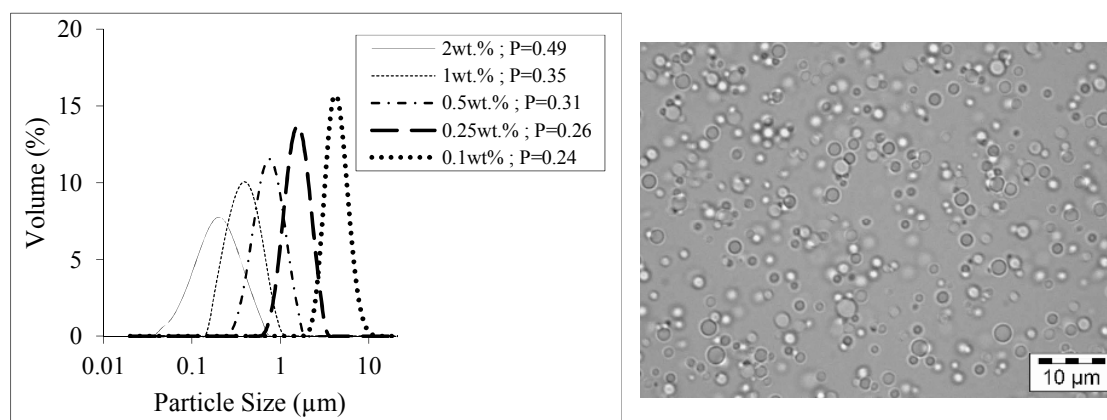 20
15
10
5
0
Volume (%)
2wt.% ; P=0.49
1wt.% ; P=0.35
0.5wt.% ; P=0.31
0.25wt.% ; P=0.26
0.1wt% ; P=0.24
0.01 0.1 1 10
Particle Size (µm)
10 µm